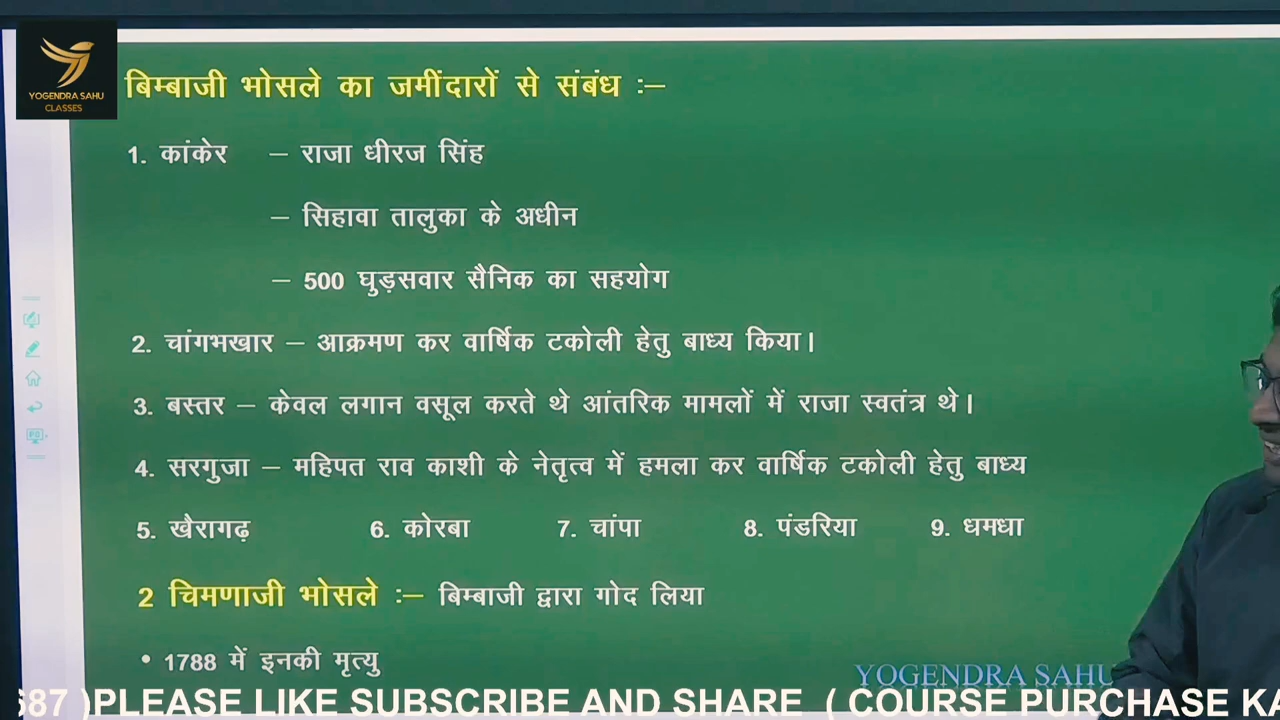 YOGENDRA SAHU
CLASSES
बिम्बाजी भोसले का जमींदारों से संबंध :–
1. कांकेर – राजा धीरज सिंह
– सिहावा तालुका के अधीन
– 500 घुड़सवार सैनिक का सहयोग
2. चांगभखार – आक्रमण कर वार्षिक टकोली हेतु बाध्य किया।
3. बस्तर – केवल लगान वसूल करते थे आंतरिक मामलों में राजा स्वतंत्र थे।
4. सरगुजा – महिपत राव काशी के नेतृत्व में हमला कर वार्षिक टकोली हेतु बाध्य
5. खैरागढ़ 6. कोरबा 7. चांपा 8. पंडरिया 9. धमधा
2 चिमणाजी भोसले :– बिम्बाजी द्वारा गोद लिया
• 1788 में इनकी मृत्यु
YOGENDRA SAHU
687 )PLEASE LIKE SUBSCRIBE AND SHARE ( COURSE PURCHASE KA